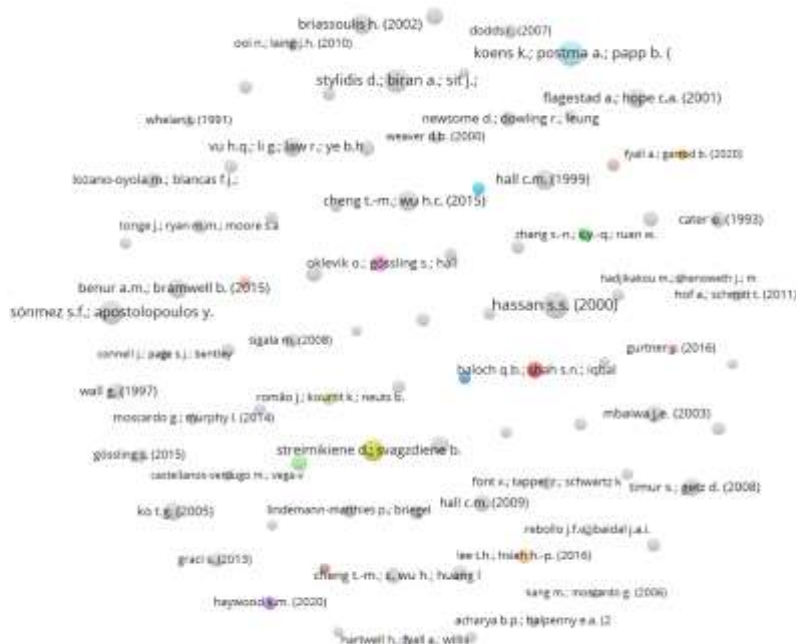 briassoulis h. (2002)
dodds r. (2007)
ooi n.; laing j.h. (2010)
koens k.; postma a.; papp b. (
stylidis d.; biran a.; sit j.;
flagestad a.; hope c.a. (2001)
whelan t. (1991)
newsome d.; dowling r.; leung
weaver d.b. (2000)
vu h.q.; li g.; law r.; ye b.h.
fyall a.; garrod b. (2020)
lozano-oyola m.; blancas f.j.;
hall c.m. (1999)
cheng t.-m.; wu h.c. (2015)
cater e. (1993)
tonge j.; ryan m.m.; moore s.a
zhang s.-n.; ruan w.
oklevik o.; gössling s.; hall
hadjikakou m.; shenoweth j.; m
benur a.m.; bramwell b. (2015)
hof a.; schmitt t. (2011)
hassan s.s. (2000)
sönmez s.f.; apostolopoulos y.
sigala m. (2008)
connell j.; page s.j.; bentley
gurtner y. (2016)
baloch q.b.; shah s.n.; iqbal
wall g. (1997)
romão j.; kourtit k.; neuts b.
moscardo g.; murphy l. (2014)
mbaiwa j.e. (2003)
streimikiene d.; svagzdiene b.
gössling s. (2015)
castellanos-verdugo m.; vega-v
font x.; tapper r.; schwartz k
timur s.; getz d. (2008)
hall c.m. (2009)
ko t.g. (2005)
lindemann-matthies p.; briegel
rebollo j.f.v.; baidal j.a.i.
graci s. (2013)
lee t.h.; hsieh h.-p. (2016)
cheng t.-m.; c. wu h.; huang l
kang m.; moscardo g. (2006)
haywood k.m. (2020)
acharya b.p.; halpenny e.a. (2
hartwell h.; fyall a.; willi